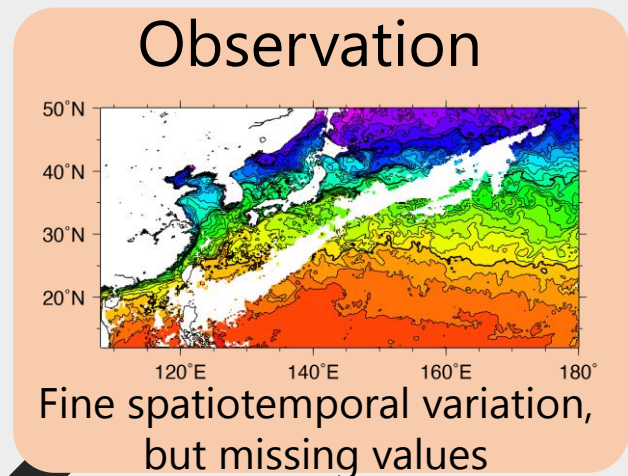 Observation
50˚N
40˚N
30˚N
20˚N
120˚E 140˚E 160˚E 180˚
Fine spatiotemporal variation,
but missing values